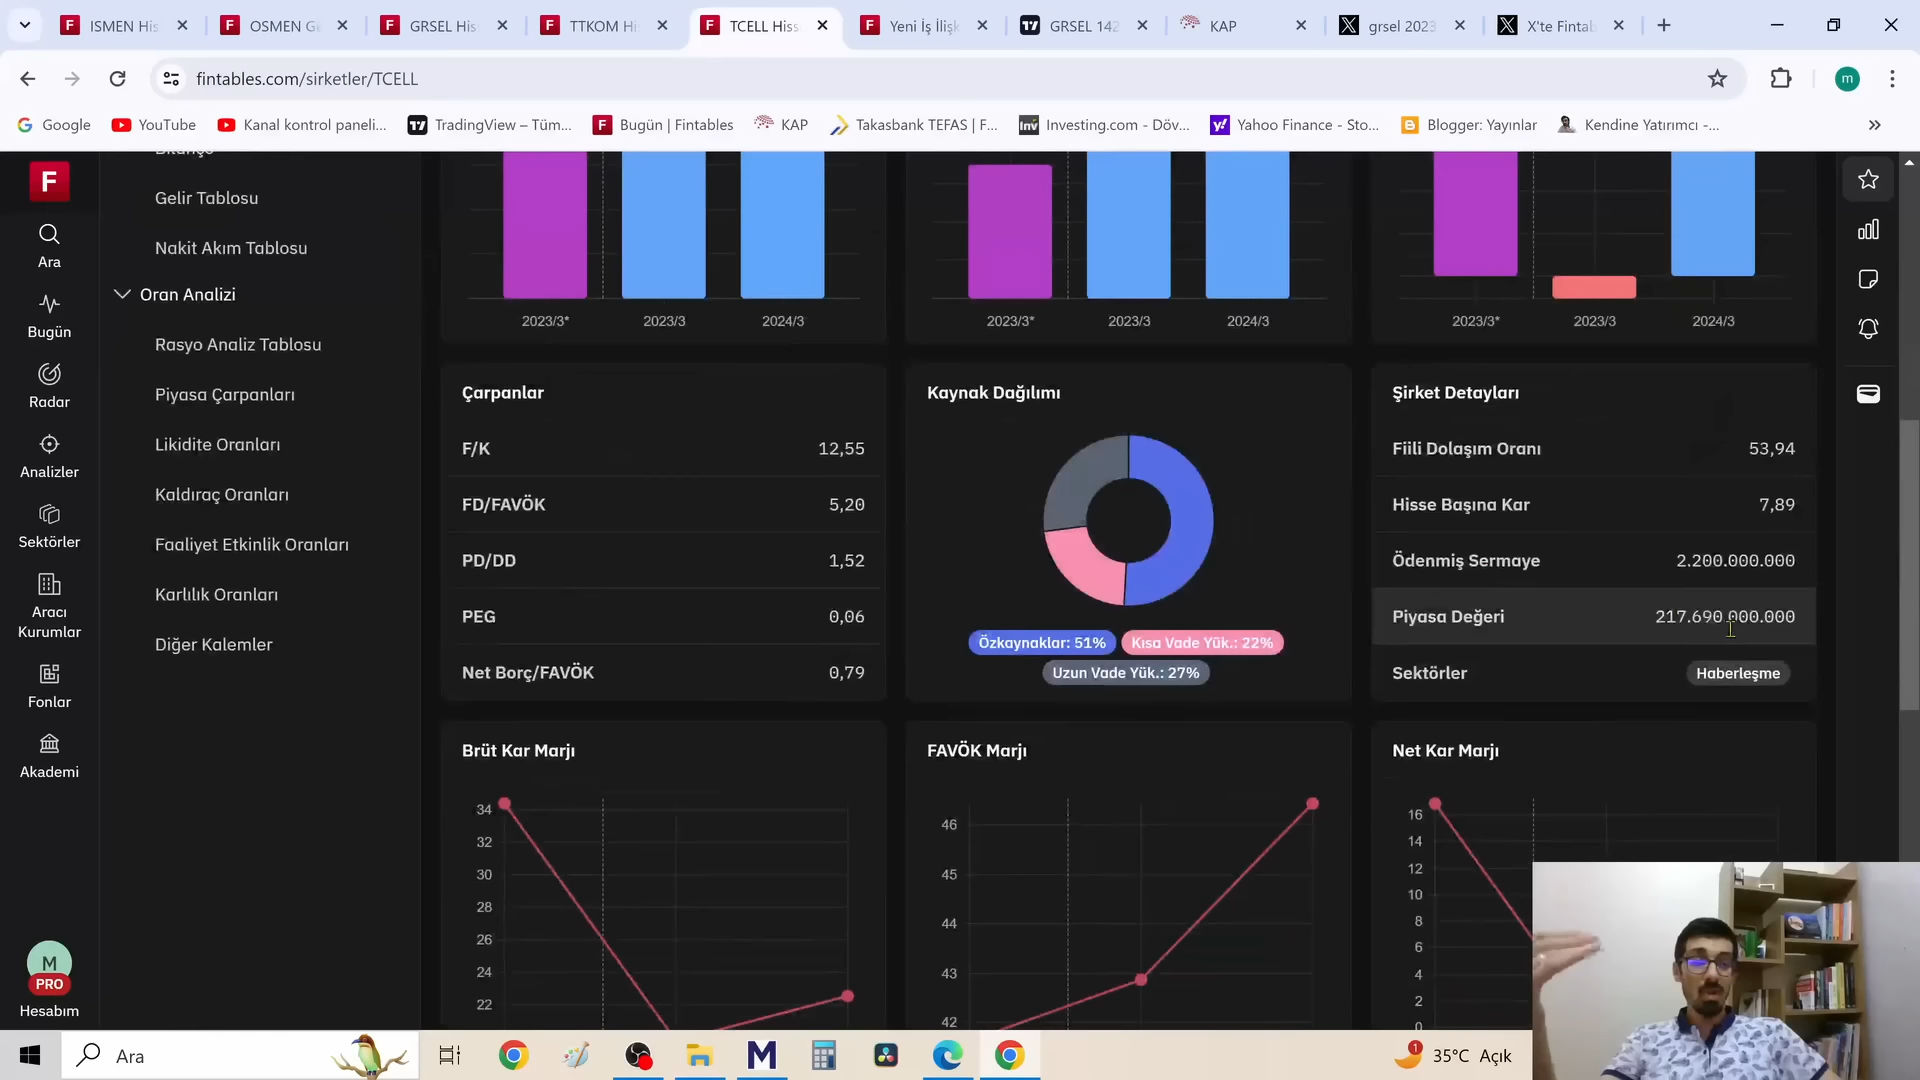 ISMEN His
OSMEN Ge
GRSEL His
TTKOM Hi
TCELL Hiss
Yeni İş İlişk
GRSEL 142
KAP
grsel 2023
X'te Fintab
fintables.com/sirketler/TCELL
m
Google
YouTube
Kanal kontrol paneli...
TradingView – Tüm...
Bugün | Fintables
KAP
Takasbank TEFAS | F...
Investing.com - Döv...
Yahoo Finance - Sto...
Blogger: Yayınlar
Kendine Yatırımcı -...
F
Ara
Bugün
Radar
Analizler
Sektörler
Aracı
Kurumlar
Fonlar
Akademi
M
PRO
Hesabım
Bilanço
Gelir Tablosu
Nakit Akım Tablosu
Oran Analizi
Rasyo Analiz Tablosu
Piyasa Çarpanları
Likidite Oranları
Kaldıraç Oranları
Faaliyet Etkinlik Oranları
Karlılık Oranları
Diğer Kalemler
2023/3* 2023/3 2024/3
2023/3* 2023/3 2024/3
2023/3* 2023/3 2024/3
Çarpanlar
F/K 12,55
FD/FAVÖK 5,20
PD/DD 1,52
PEG 0,06
Net Borç/FAVÖK 0,79
Kaynak Dağılımı
Özkaynaklar: 51% Kısa Vade Yük.: 22%
Uzun Vade Yük.: 27%
Şirket Detayları
Fiili Dolaşım Oranı 53,94
Hisse Başına Kar 7,89
Ödenmiş Sermaye 2.200.000.000
Piyasa Değeri 217.690.000.000
Sektörler Haberleşme
Brüt Kar Marjı
34
32
30
28
26
24
22
FAVÖK Marjı
46
45
44
43
42
Net Kar Marjı
16
14
12
10
8
6
4
2
0
Ara
1
35°C Açık